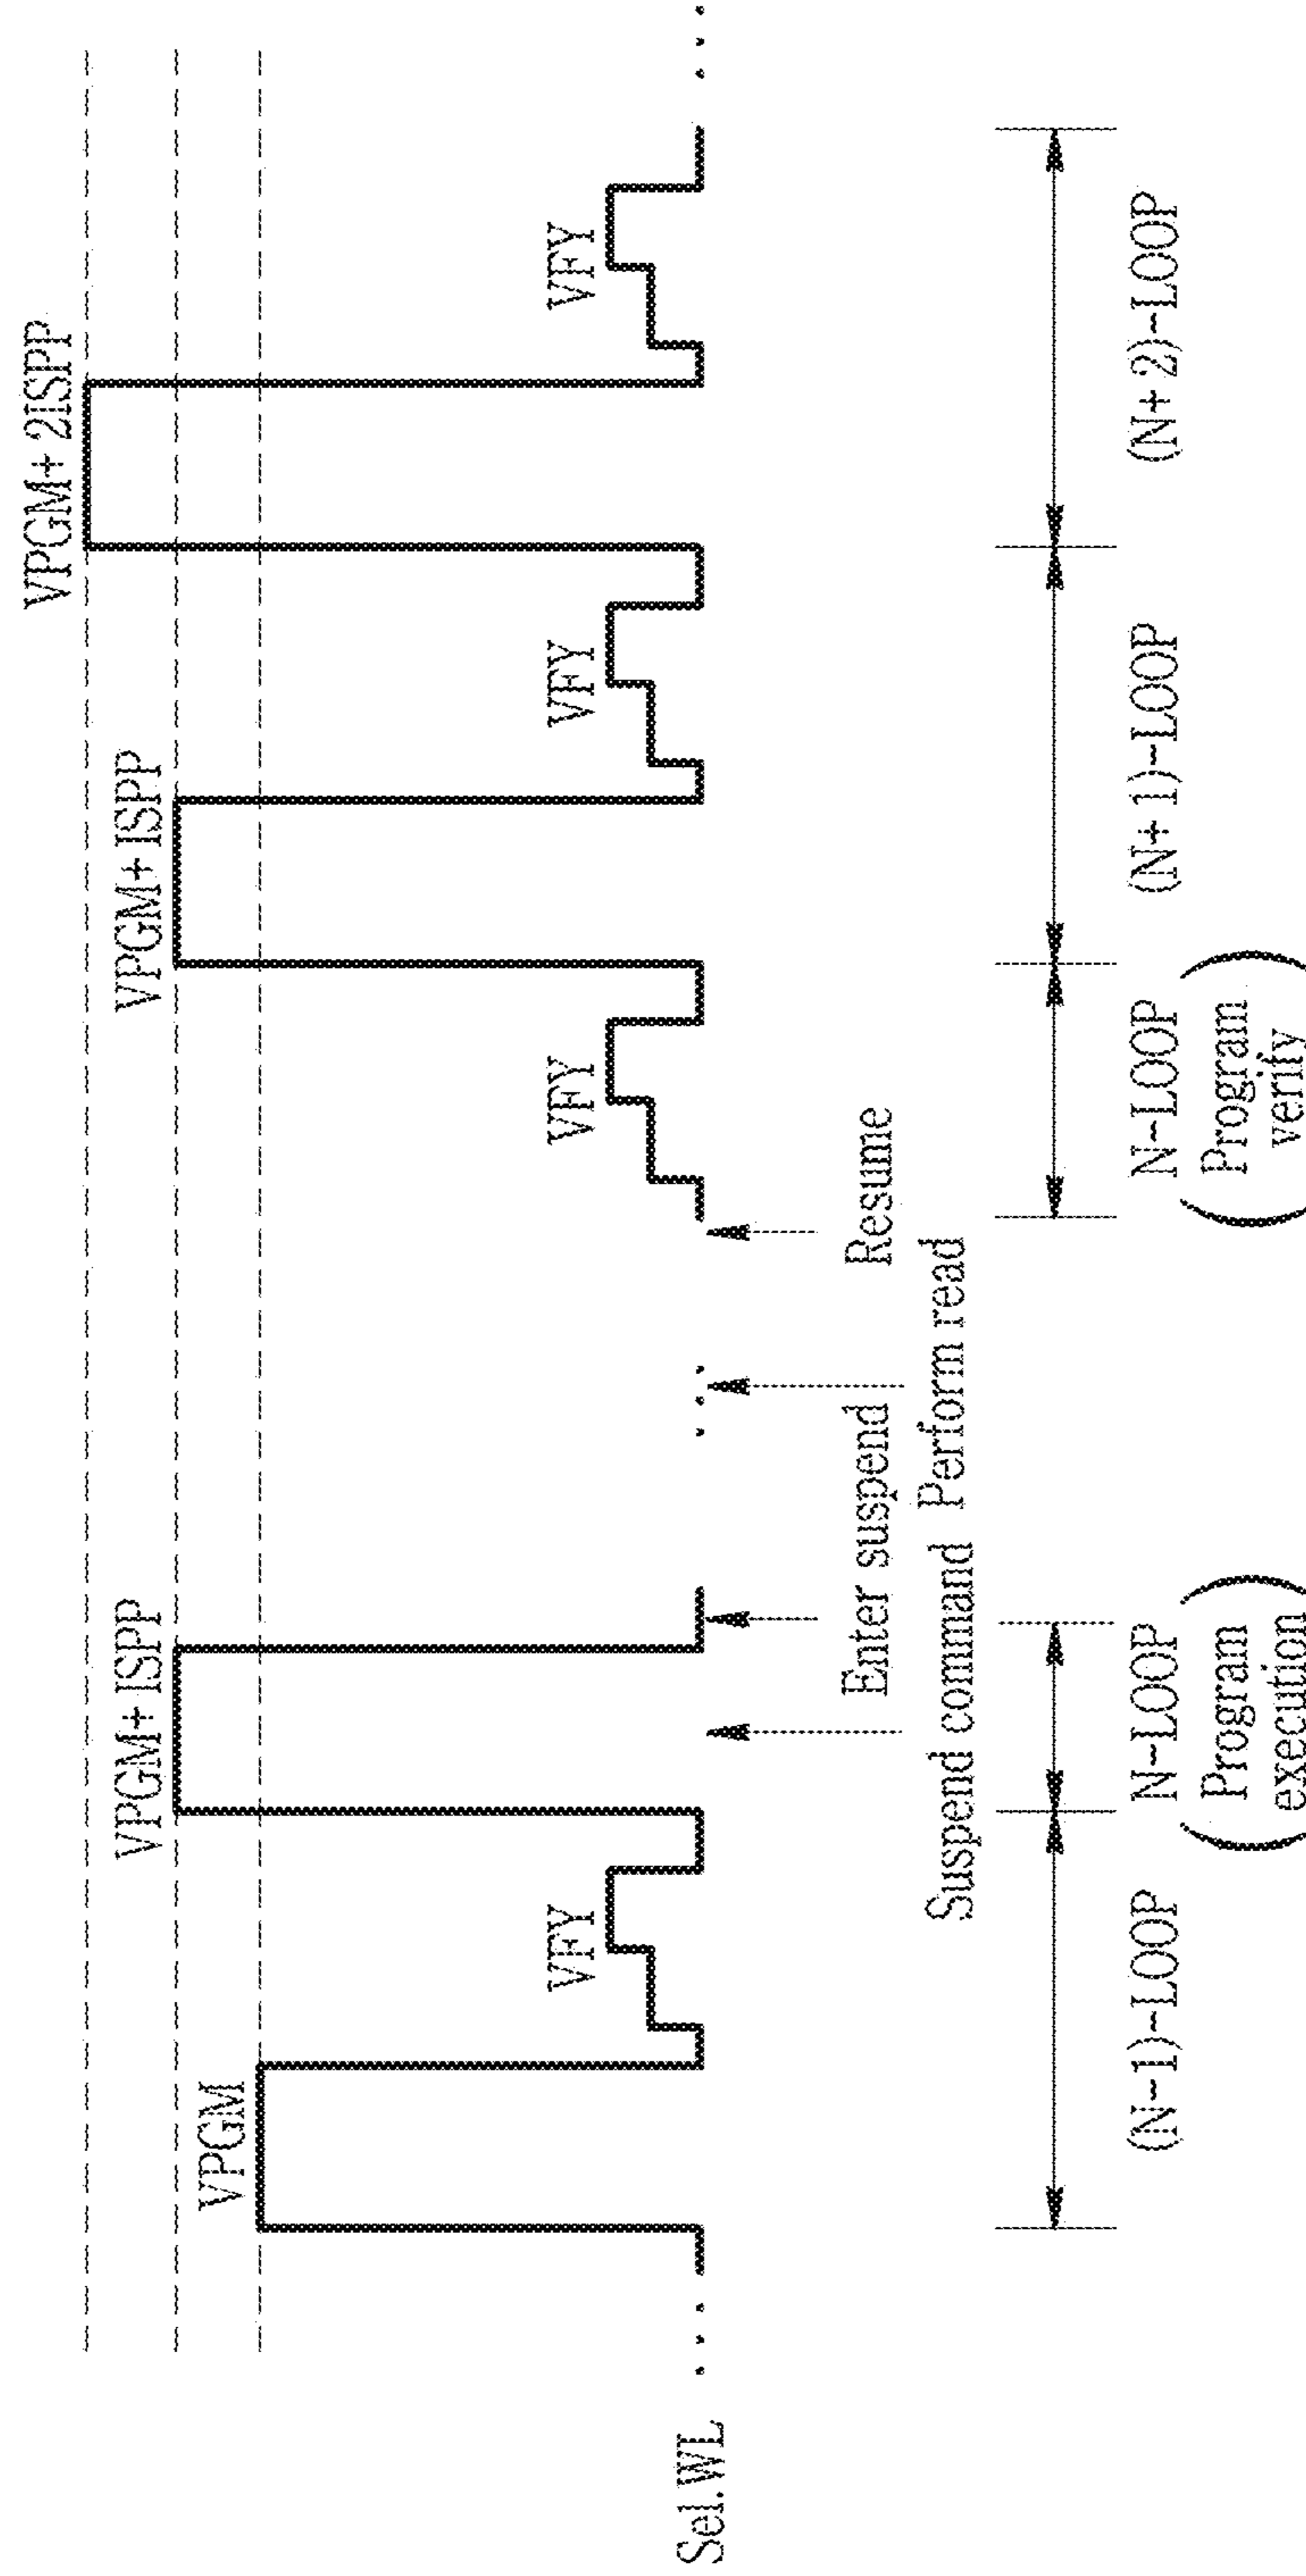 VPGM+ 2ISPP
VPGM+ ISPP
VPGM+ ISPP
VPGM
VFY
VFY
VFY
VFY
Sel.WL
Enter suspend
Resume
Suspend command
Perform read
(N-1)-LOOP
N-LOOP
(Program
execution)
N-LOOP
(Program
verify)
(N+1)-LOOP
(N+2)-LOOP